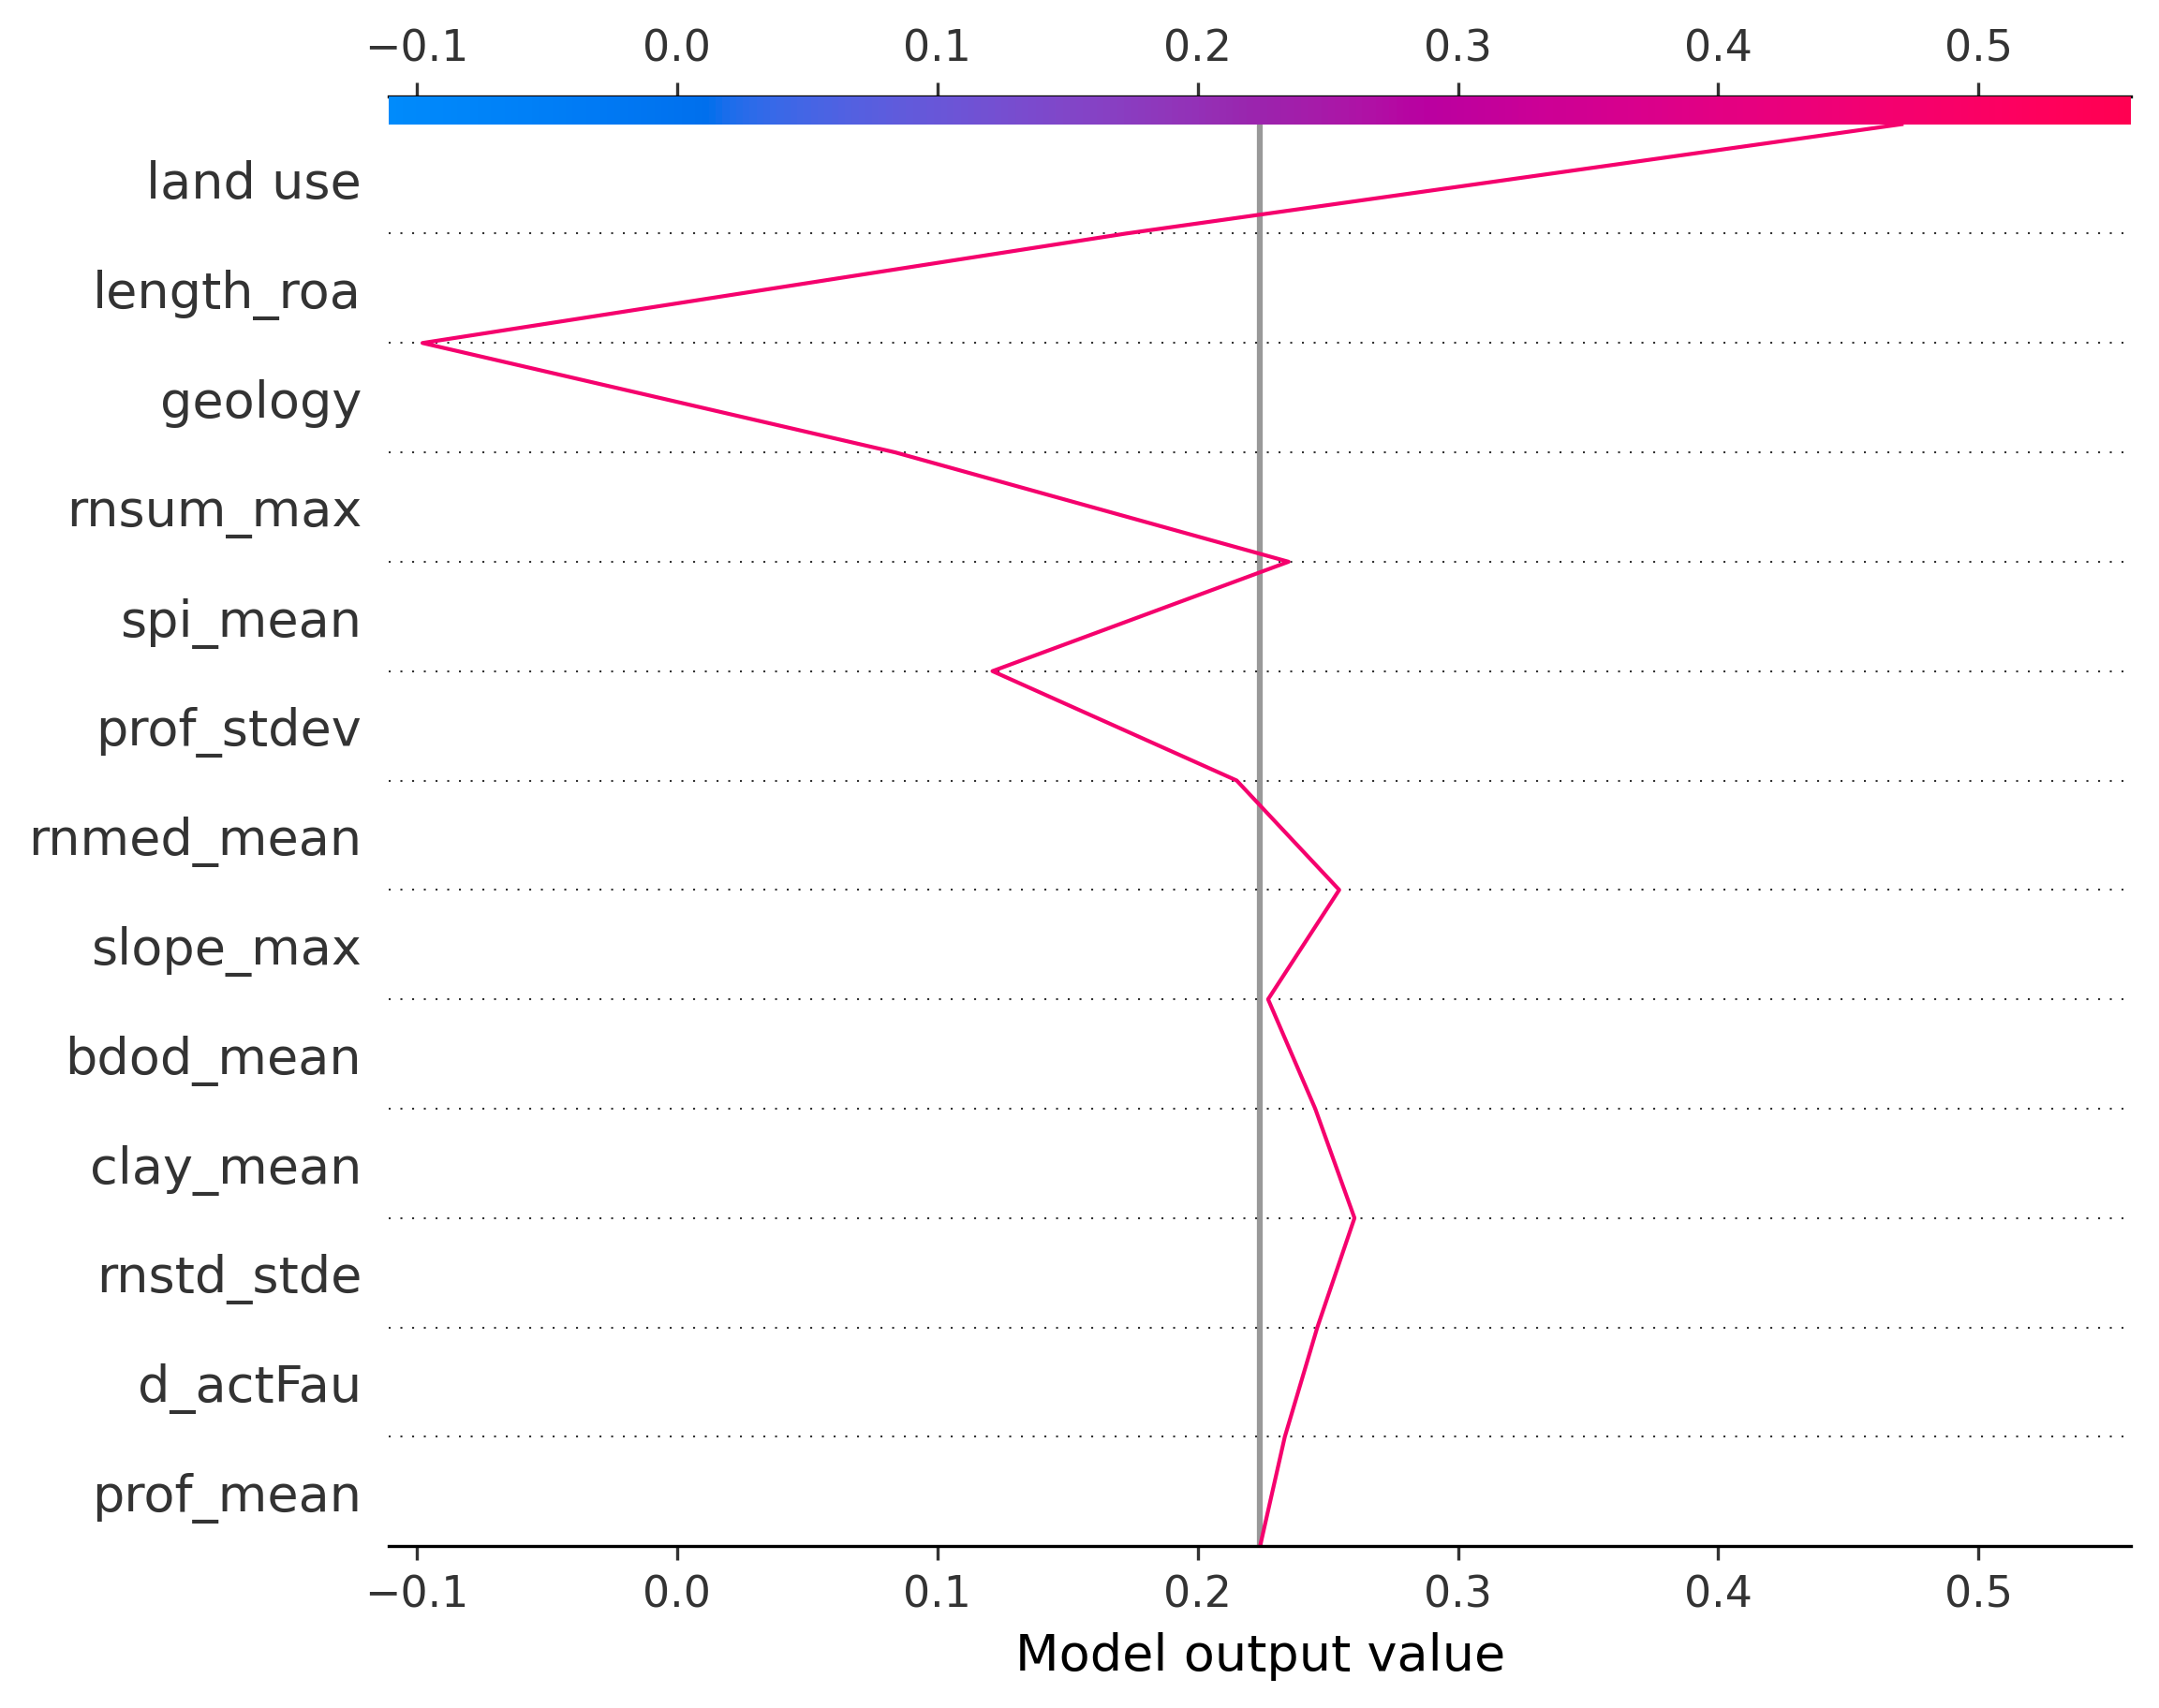 −0.1 0.0 0.1 0.2 0.3 0.4 0.5
land use
length_roa
geology
rnsum_max
spi_mean
prof_stdev
rnmed_mean
slope_max
bdod_mean
clay_mean
rnstd_stde
d_actFau
prof_mean
−0.1 0.0 0.1 0.2 0.3 0.4 0.5
Model output value